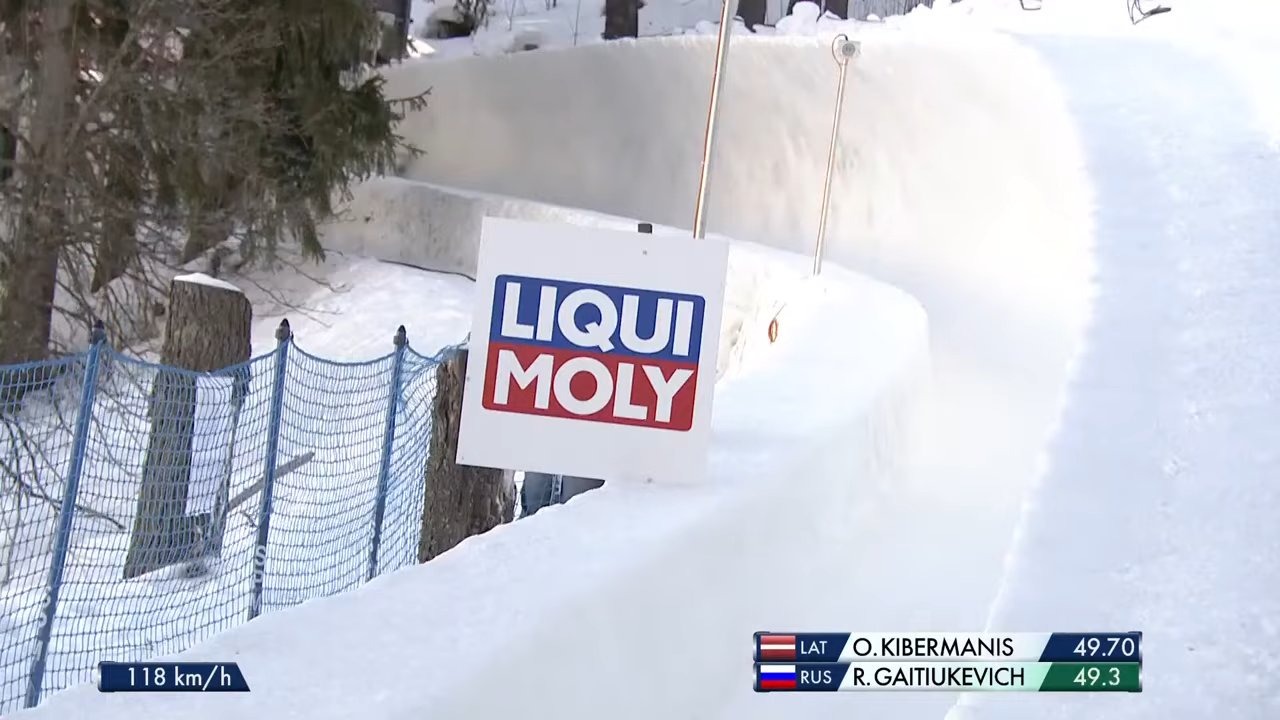 LIQUI
MOLY
118 km/h
LAT O. KIBERMANIS 49.70
RUS R. GAITIUKEVICH 49.3